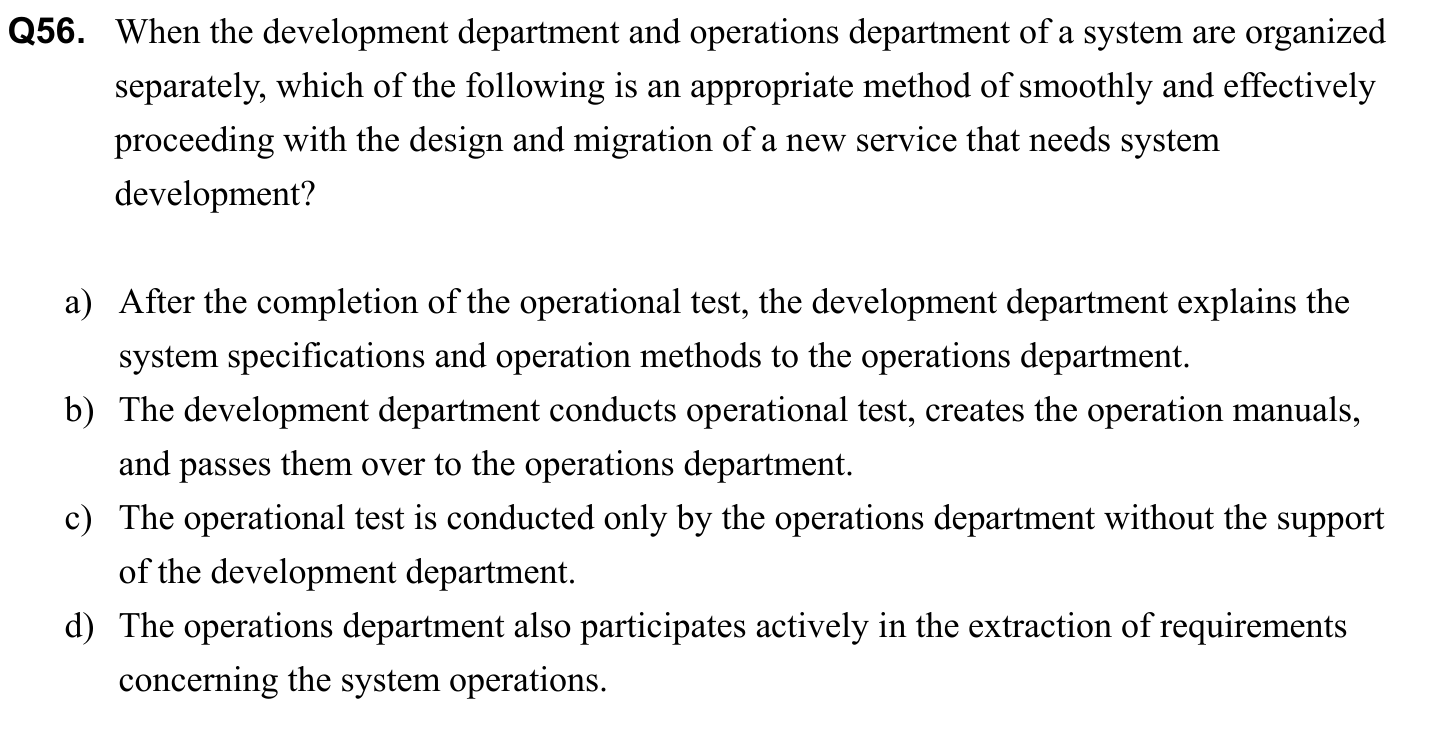 Q56. When the development department and operations department of a system are organized
separately, which of the following is an appropriate method of smoothly and effectively
proceeding with the design and migration of a new service that needs system
development?
a) After the completion of the operational test, the development department explains the
system specifications and operation methods to the operations department.
b) The development department conducts operational test, creates the operation manuals,
and passes them over to the operations department.
c) The operational test is conducted only by the operations department without the support
of the development department.
d) The operations department also participates actively in the extraction of requirements
concerning the system operations.